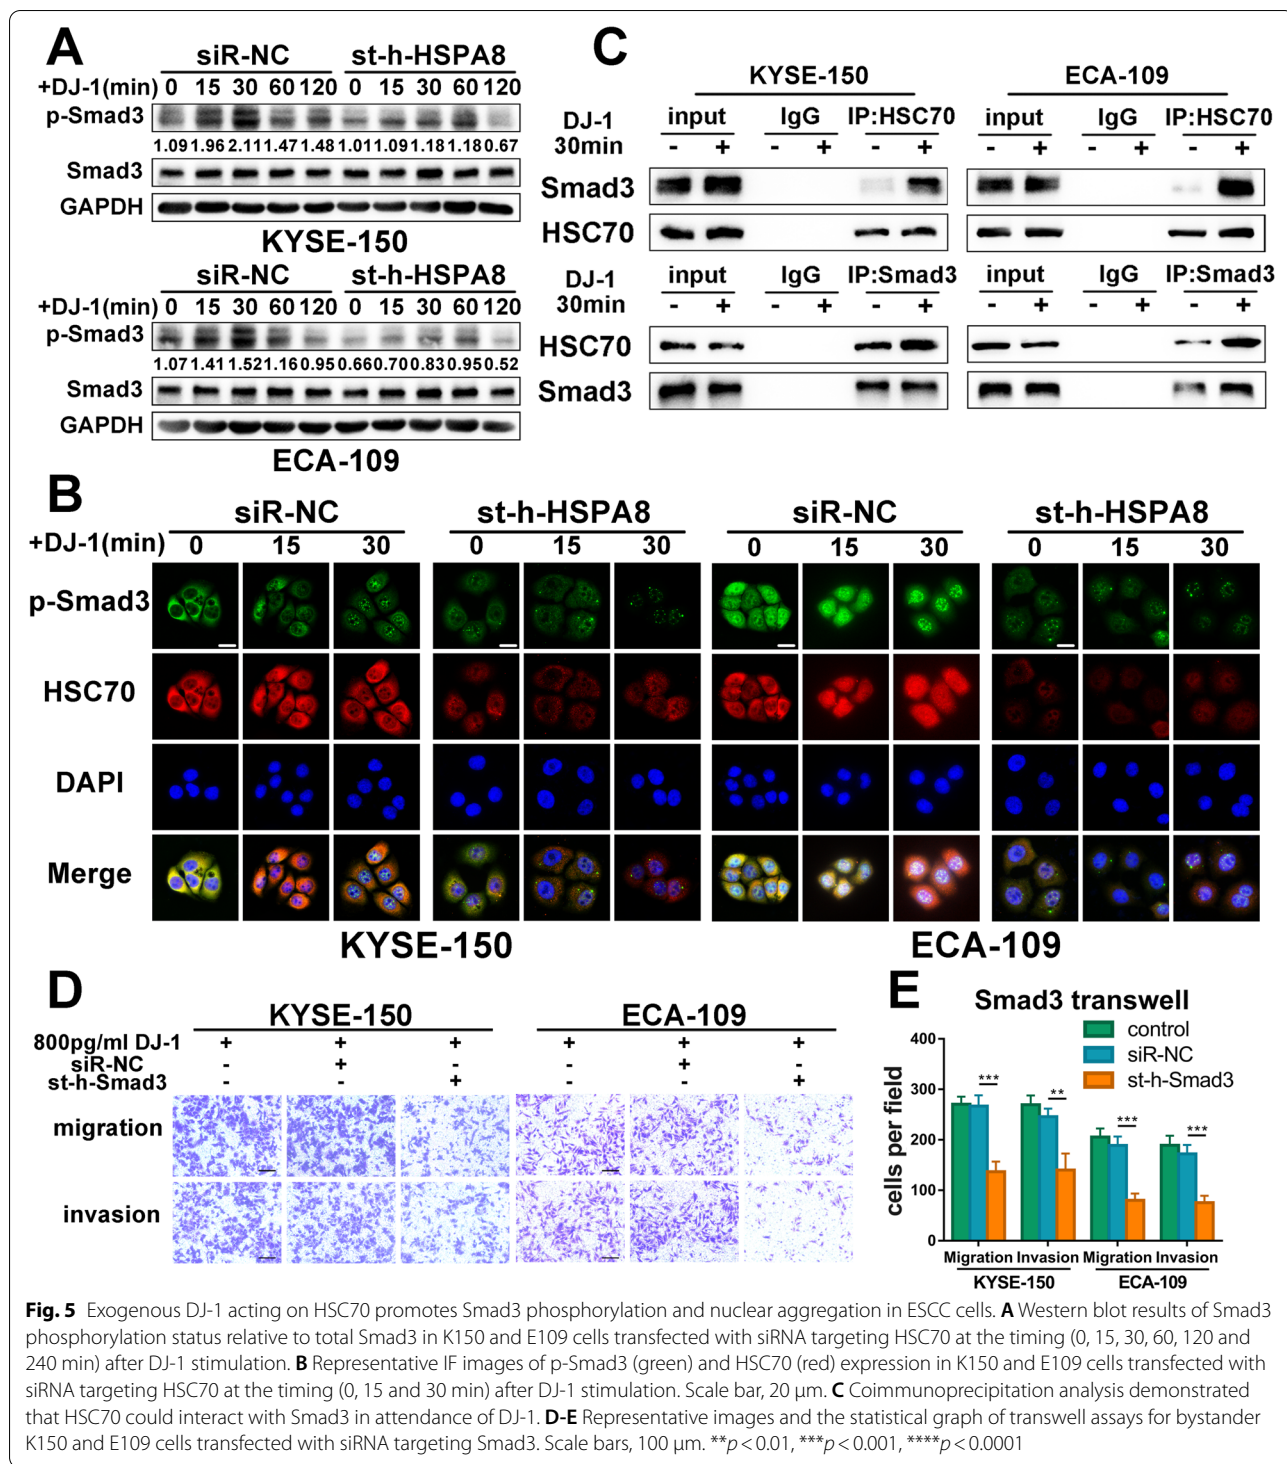 A
siR-NC st-h-HSPA8
+DJ-1(min) 0 15 30 60 120 0 15 30 60 120
p-Smad3
1.09 1.96 2.11 1.47 1.48 1.01 1.09 1.18 1.18 0.67
Smad3
GAPDH
KYSE-150
siR-NC st-h-HSPA8
+DJ-1(min) 0 15 30 60 120 0 15 30 60 120
p-Smad3
1.07 1.41 1.52 1.16 0.95 0.66 0.70 0.83 0.95 0.52
Smad3
GAPDH
ECA-109
C
KYSE-150 ECA-109
DJ-1 input IgG IP:HSC70 input IgG IP:HSC70
30min - + - + - + - + - + - +
Smad3
HSC70
DJ-1 input IgG IP:Smad3 input IgG IP:Smad3
30min - + - + - + - + - + - +
HSC70
Smad3
B
siR-NC st-h-HSPA8 siR-NC st-h-HSPA8
+DJ-1(min) 0 15 30 0 15 30 0 15 30 0 15 30
p-Smad3
HSC70
DAPI
Merge
KYSE-150 ECA-109
D
KYSE-150 ECA-109
800pg/ml DJ-1 + + + + + +
siR-NC - + - - + -
st-h-Smad3 - - + - - +
migration
invasion
E
Smad3 transwell
control
siR-NC
st-h-Smad3
cells per field
400
300
200
100
0
*** ** *** ***
Migration Invasion Migration Invasion
KYSE-150 ECA-109
Fig. 5 Exogenous DJ-1 acting on HSC70 promotes Smad3 phosphorylation and nuclear aggregation in ESCC cells. A Western blot results of Smad3
phosphorylation status relative to total Smad3 in K150 and E109 cells transfected with siRNA targeting HSC70 at the timing (0, 15, 30, 60, 120 and
240 min) after DJ-1 stimulation. B Representative IF images of p-Smad3 (green) and HSC70 (red) expression in K150 and E109 cells transfected with
siRNA targeting HSC70 at the timing (0, 15 and 30 min) after DJ-1 stimulation. Scale bar, 20 μm. C Coimmunoprecipitation analysis demonstrated
that HSC70 could interact with Smad3 in attendance of DJ-1. D-E Representative images and the statistical graph of transwell assays for bystander
K150 and E109 cells transfected with siRNA targeting Smad3. Scale bars, 100 μm. **p < 0.01, ***p < 0.001, ****p < 0.0001